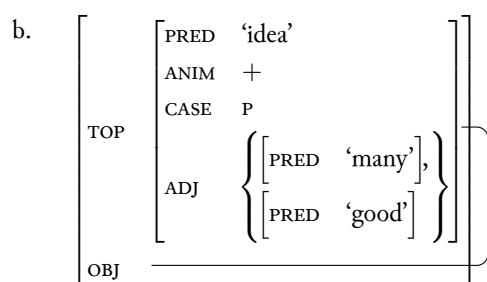 b.
PRED ‘idea’
ANIM +
CASE P
TOP
ADJ {[PRED ‘many’],
[PRED ‘good’]}
OBJ